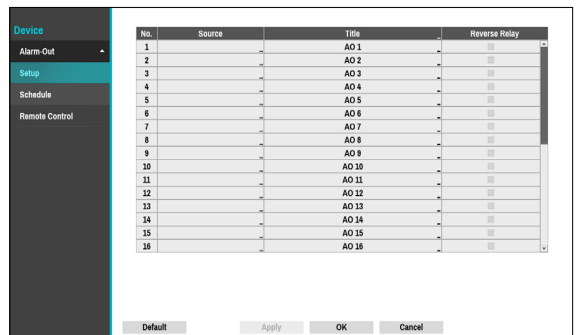 Device
Alarm-Out
Setup
Schedule
Remote Control
No. Source Title Reverse Relay
1 AO 1
2 AO 2
3 AO 3
4 AO 4
5 AO 5
6 AO 6
7 AO 7
8 AO 8
9 AO 9
10 AO 10
11 AO 11
12 AO 12
13 AO 13
14 AO 14
15 AO 15
16 AO 16
Default Apply OK Cancel